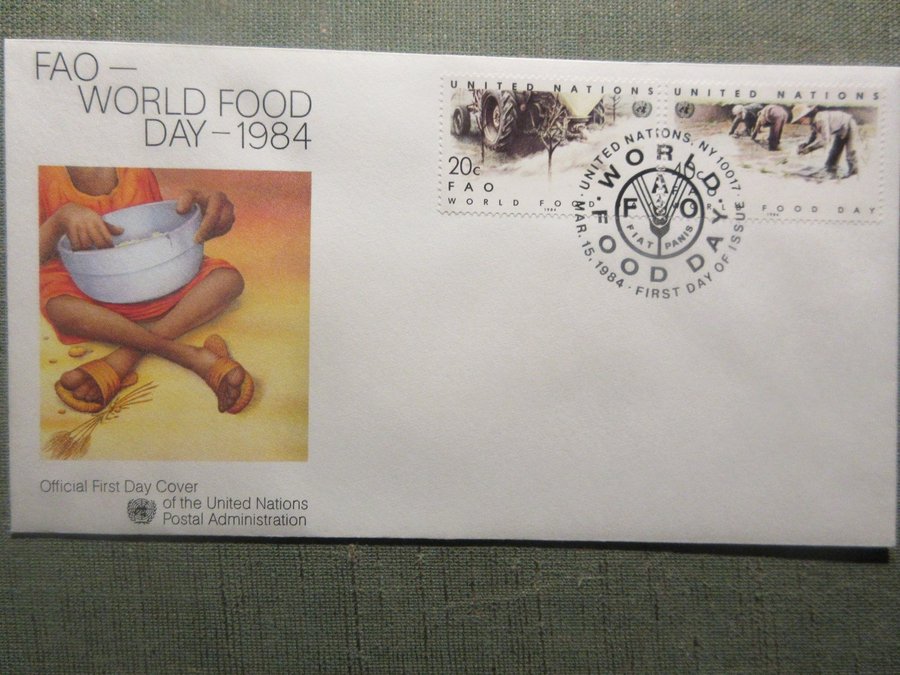 FAO —
WORLD FOOD
DAY – 1984
UNITED NATIONS
20c
FAO
WORLD FOOD
1984
UNITED NATIONS
FOOD DAY
1984
UNITED NATIONS, NY 10017
WORLD
FOOD DAY
FAO
FIAT PANIS
MAR. 15, 1984 · FIRST DAY OF ISSUE
Official First Day Cover
of the United Nations
Postal Administration